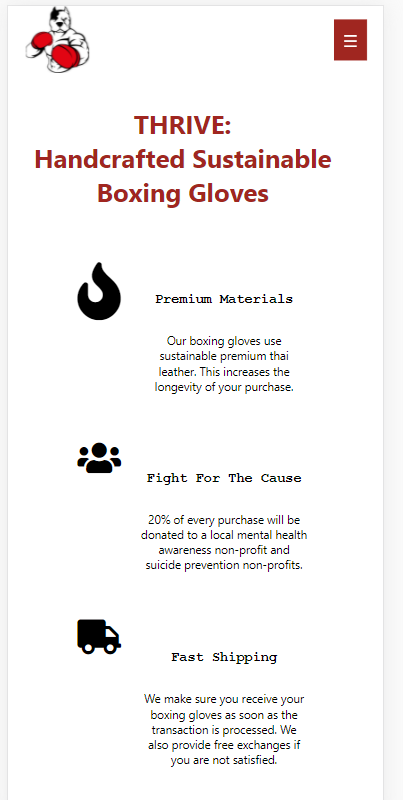 THRIVE:
Handcrafted Sustainable
Boxing Gloves
Premium Materials
Our boxing gloves use
sustainable premium thai
leather. This increases the
longevity of your purchase.
Fight For The Cause
20% of every purchase will be
donated to a local mental health
awareness non-profit and
suicide prevention non-profits.
Fast Shipping
We make sure you receive your
boxing gloves as soon as the
transaction is processed. We
also provide free exchanges if
you are not satisfied.